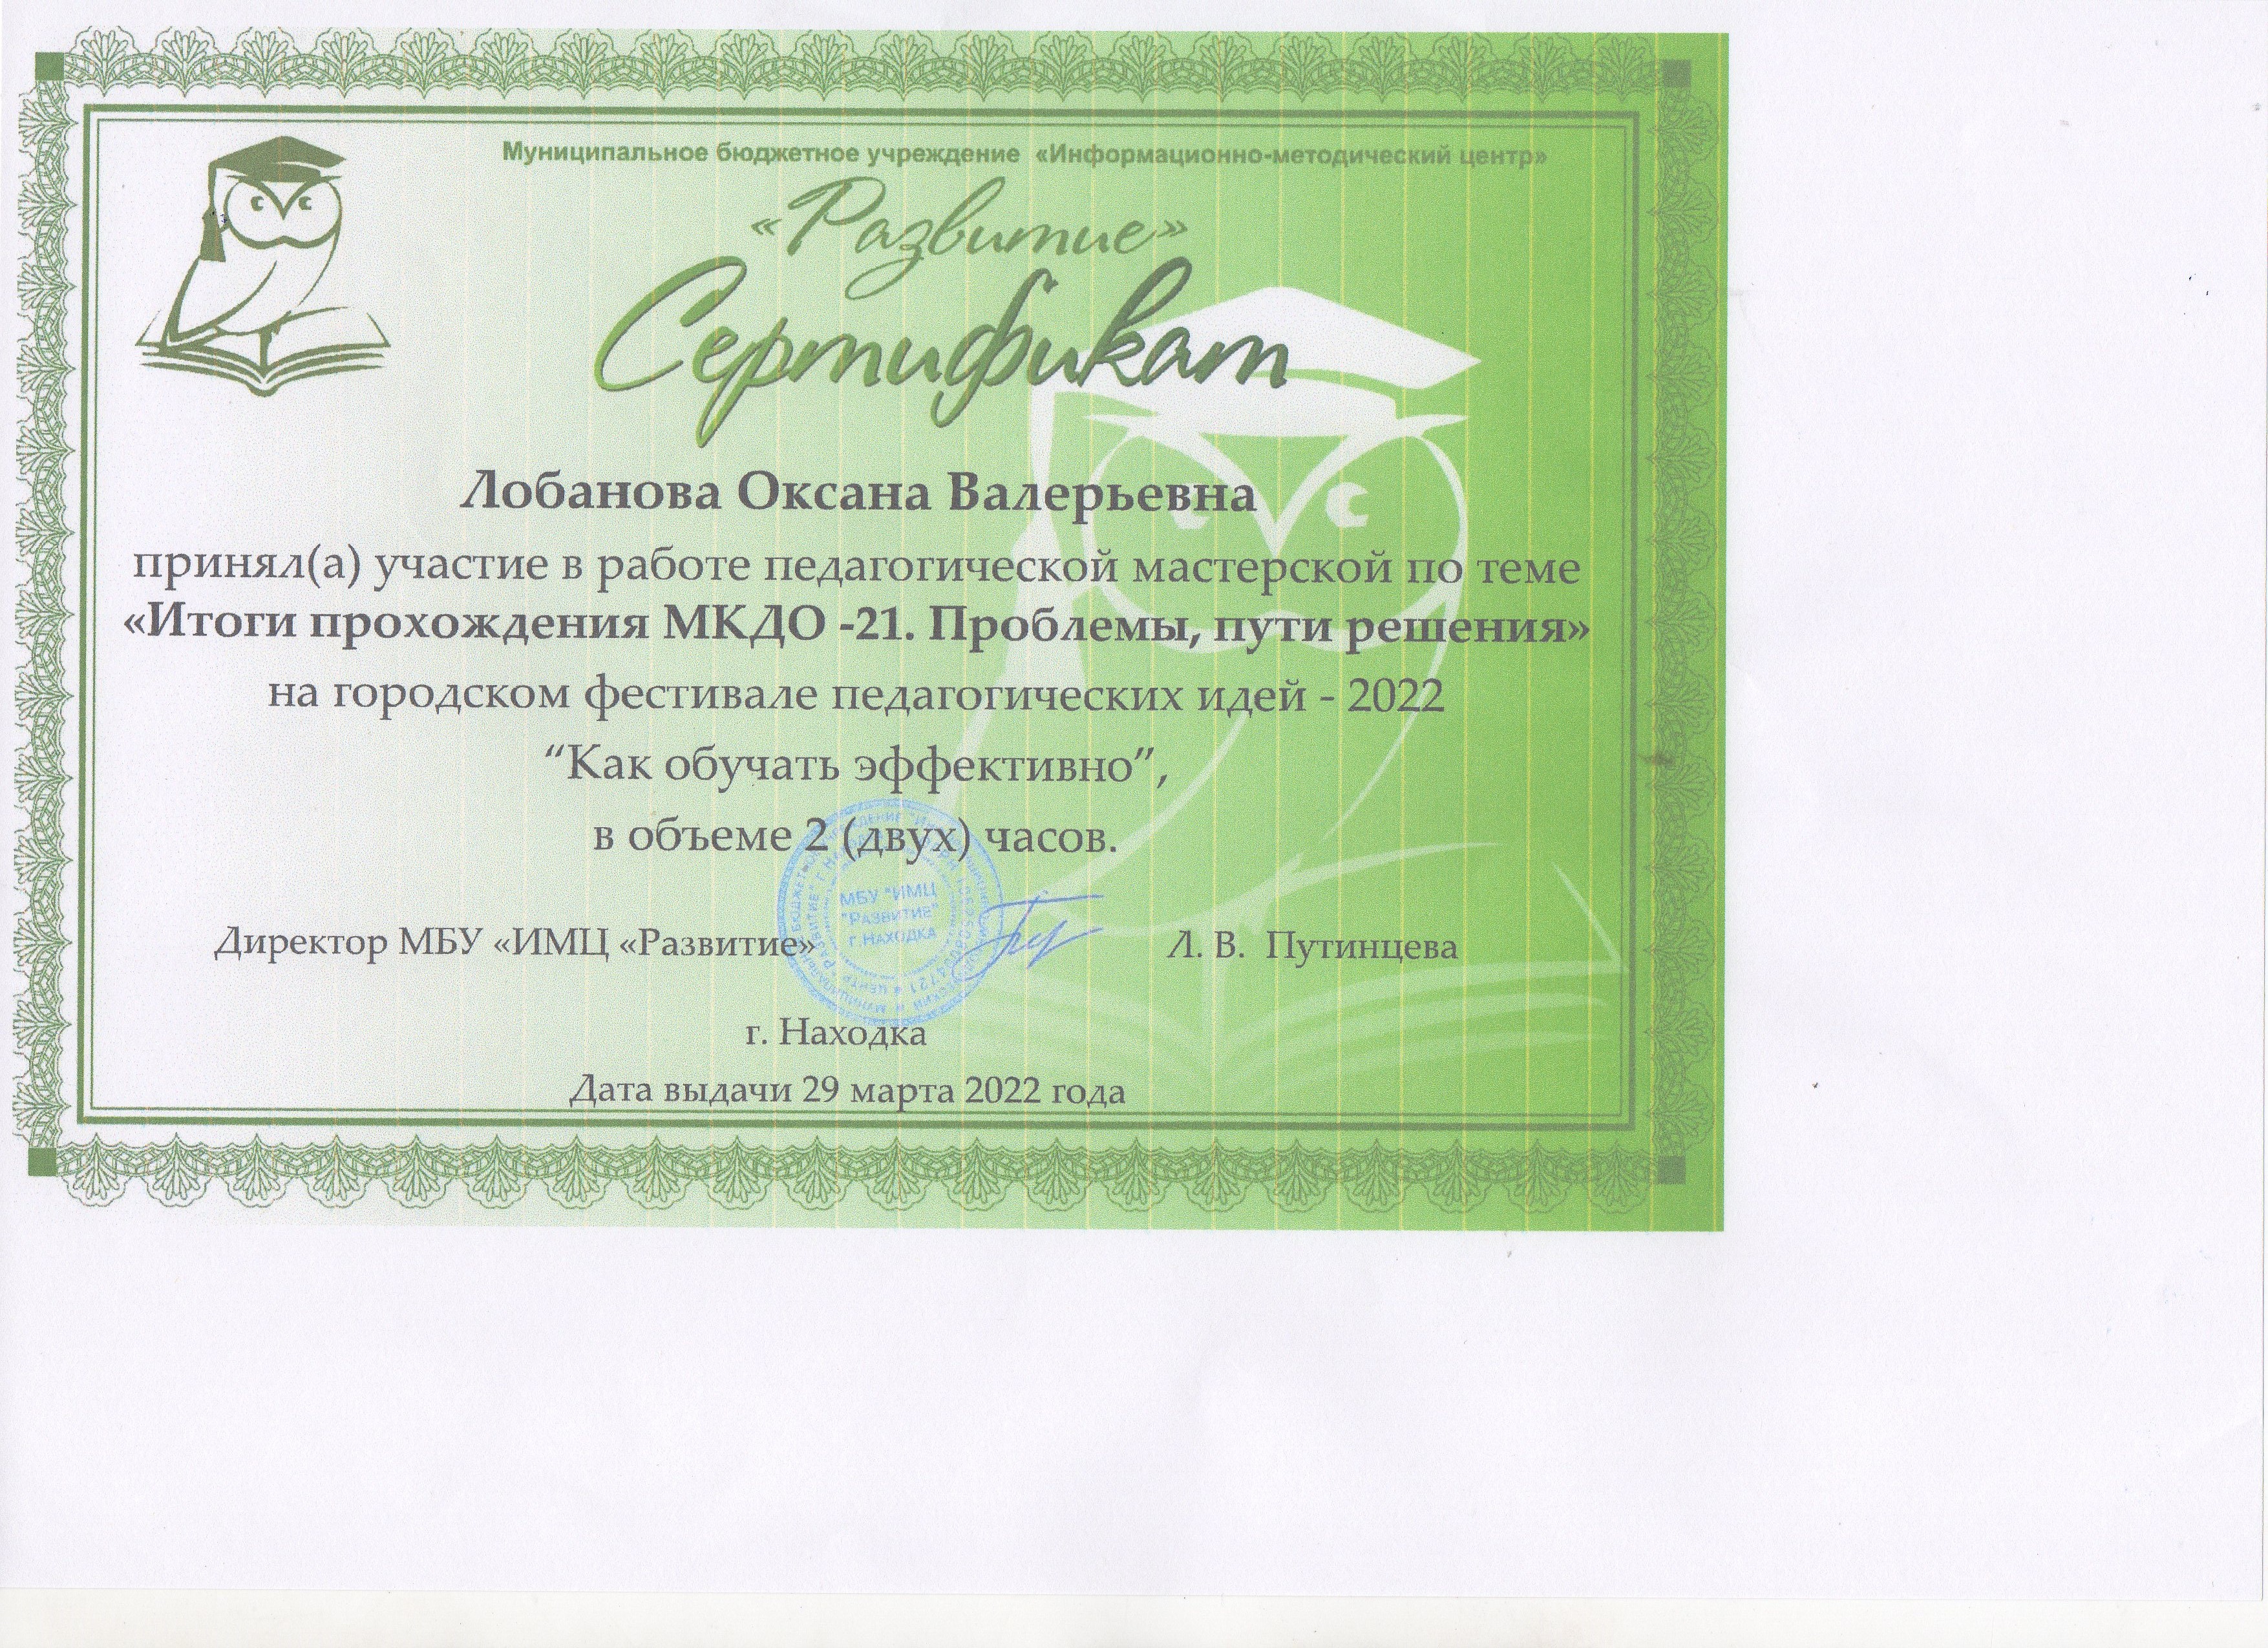 Муниципальное бюджетное учреждение «Информационно-методический центр»
«Развитие»
Сертификат
Лобанова Оксана Валерьевна
принял(а) участие в работе педагогической мастерской по теме
«Итоги прохождения МКДО -21. Проблемы, пути решения»
на городском фестивале педагогических идей - 2022
“Как обучать эффективно”,
в объеме 2 (двух) часов.
МБУ "ИМЦ
"РАЗВИТИЕ"
Г.НАХОДКА
Директор МБУ «ИМЦ «Развитие»
Л. В. Путинцева
г. Находка
Дата выдачи 29 марта 2022 года